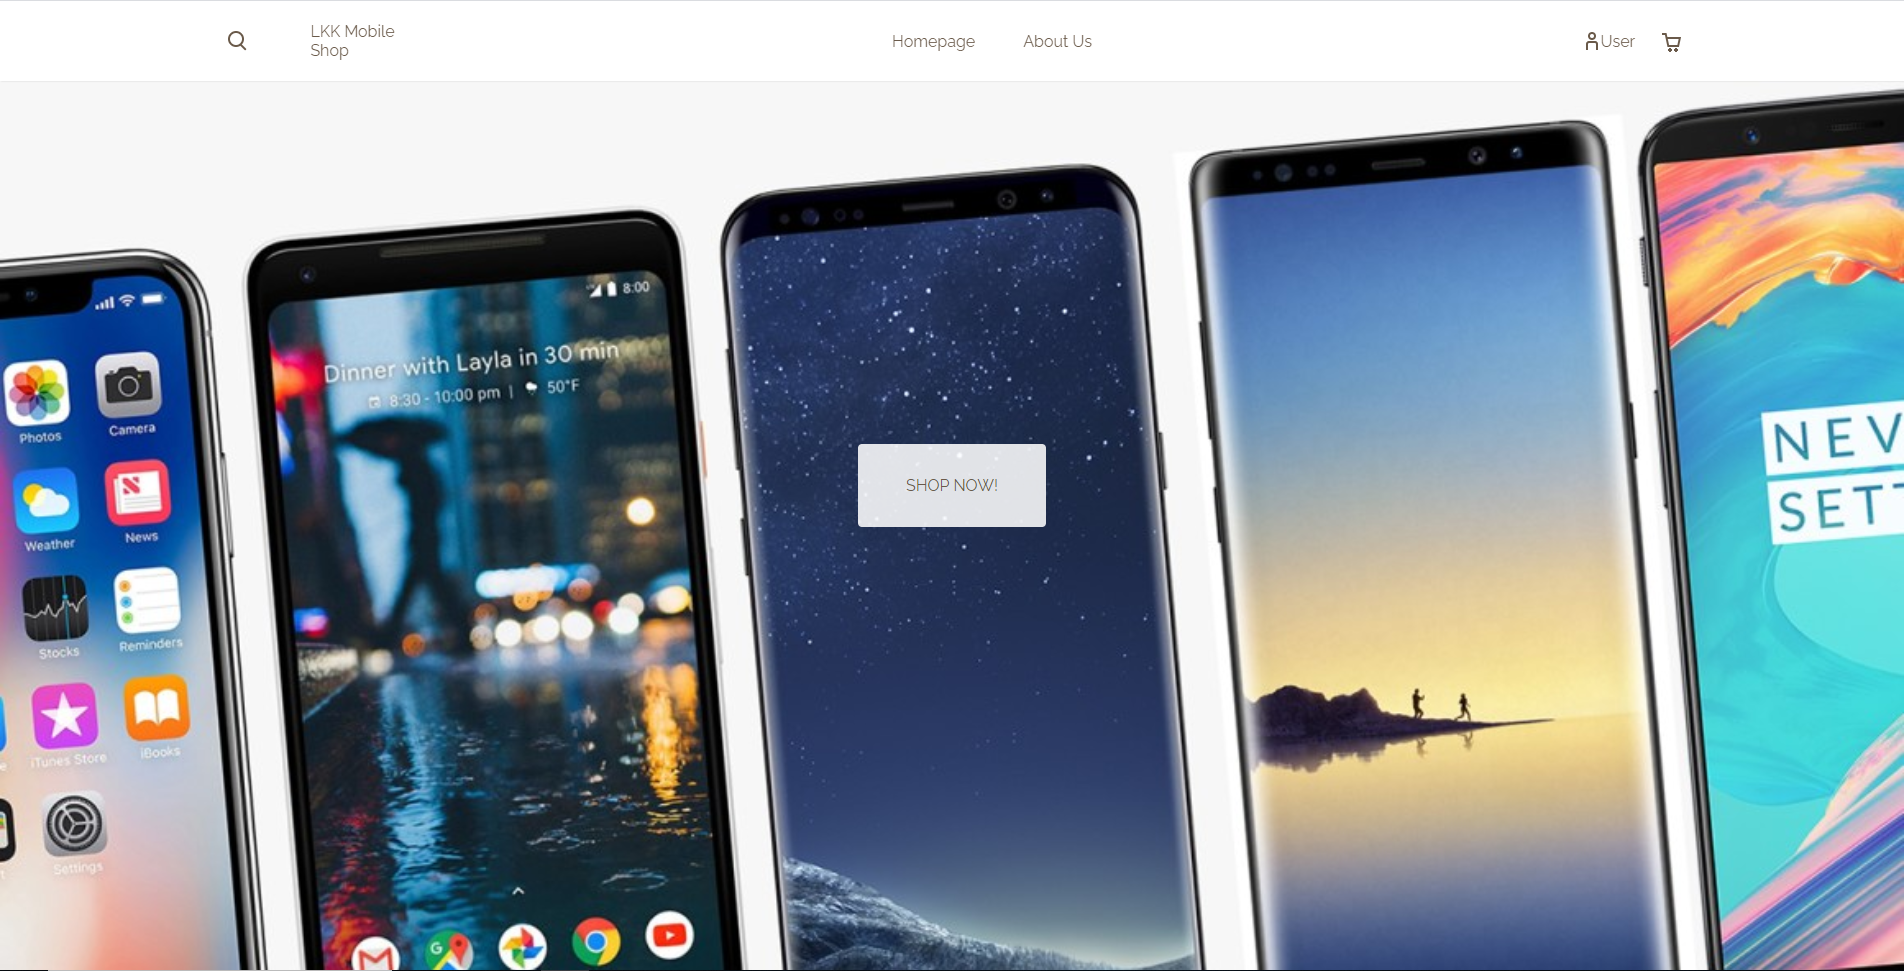 LKK Mobile
Shop
Homepage
About Us
User
8:00
Dinner with Layla in 30 min
8:30 - 10:00 pm | 50°F
Photos
Camera
Weather
News
Stocks
Reminders
iTunes Store
iBooks
Settings
SHOP NOW!
NEV
SETT
G